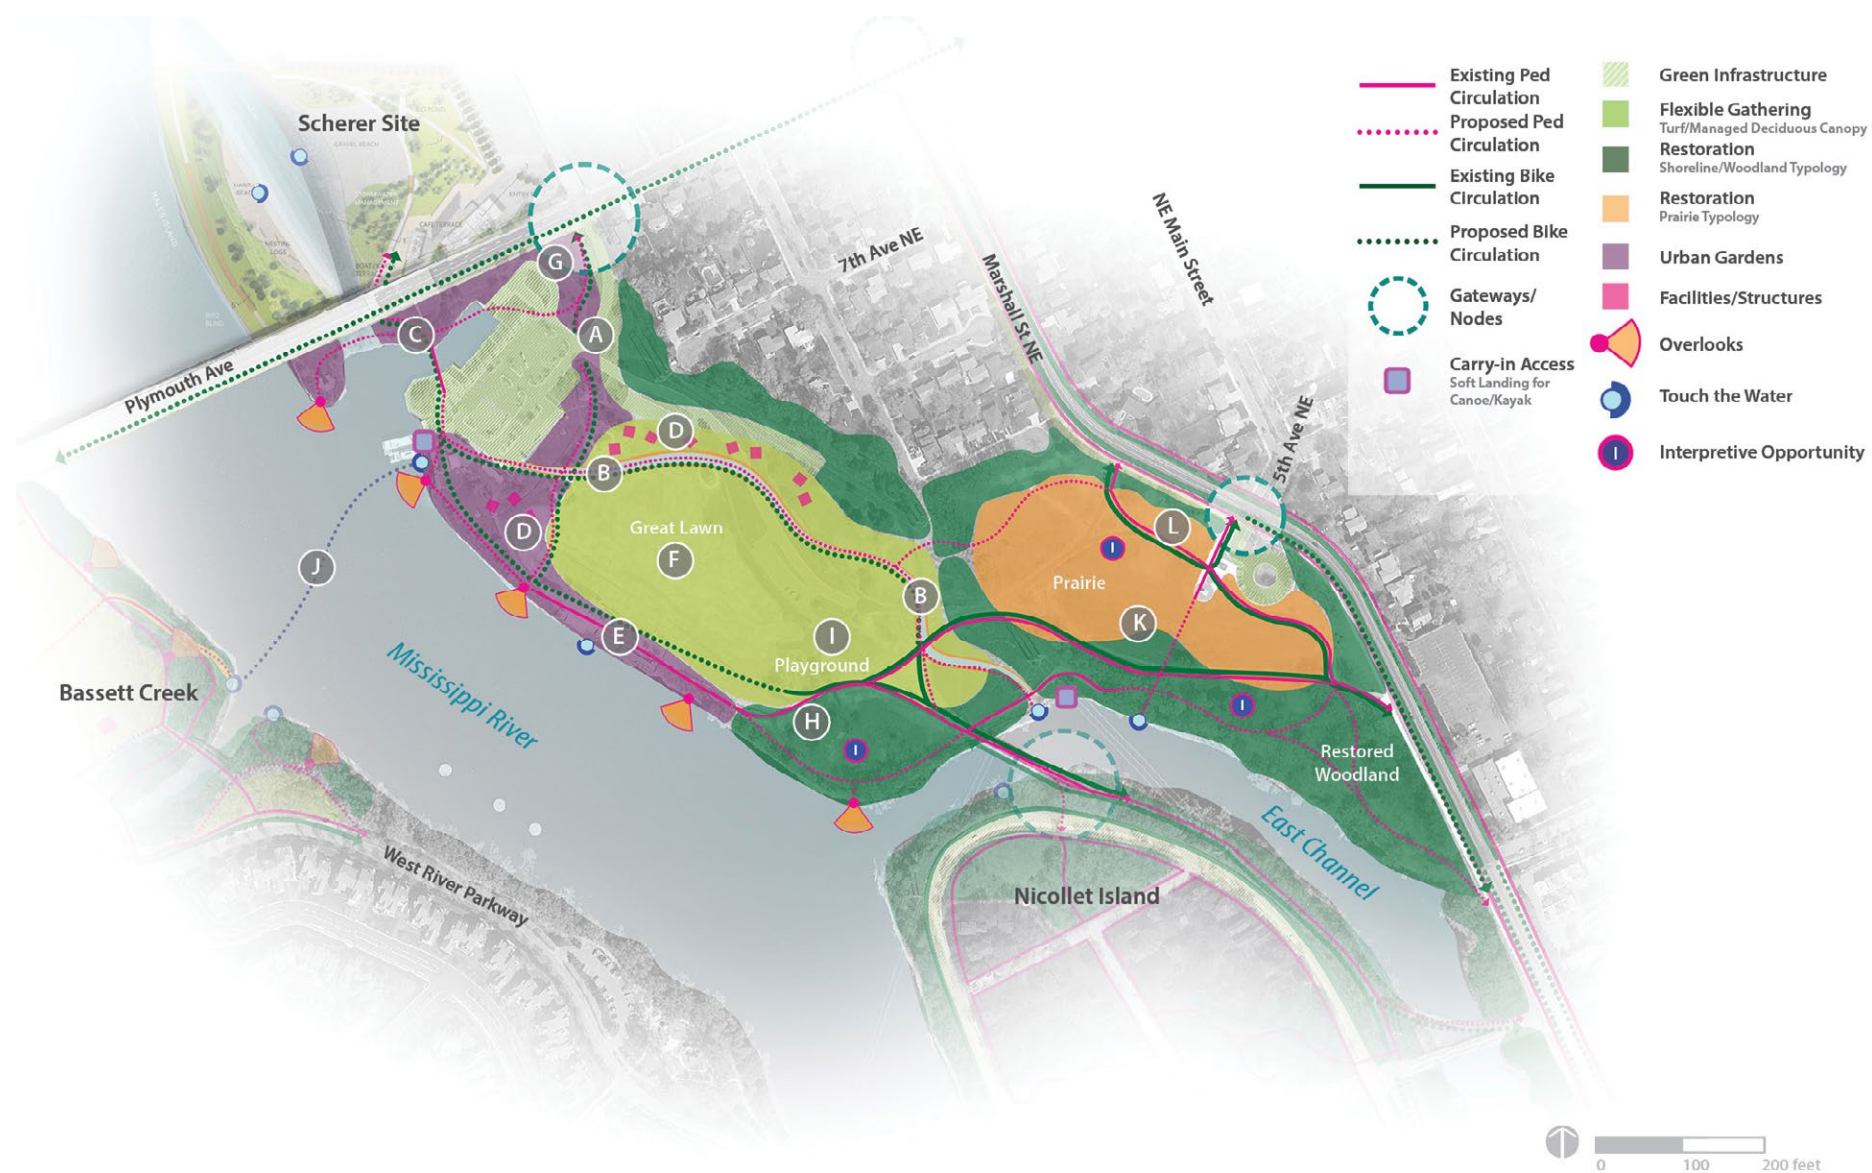 Scherer Site
GRAVEL BEACH
CAFE TERRACE
Plymouth Ave
7th Ave NE
Marshall St NE
NE Main Street
5th Ave NE
G
C
A
D
B
D
Great Lawn
F
J
E
B
I
Playground
H
L
I
Prairie
K
I
I
Restored
Woodland
Bassett Creek
Mississippi River
East Channel
West River Parkway
Nicollet Island
Existing Ped
Circulation
Proposed Ped
Circulation
Existing Bike
Circulation
Proposed Bike
Circulation
Gateways/
Nodes
Carry-in Access
Soft Landing for
Canoe/Kayak
Green Infrastructure
Flexible Gathering
Turf/Managed Deciduous Canopy
Restoration
Shoreline/Woodland Typology
Restoration
Prairie Typology
Urban Gardens
Facilities/Structures
Overlooks
Touch the Water
I
Interpretive Opportunity
0 100 200 feet